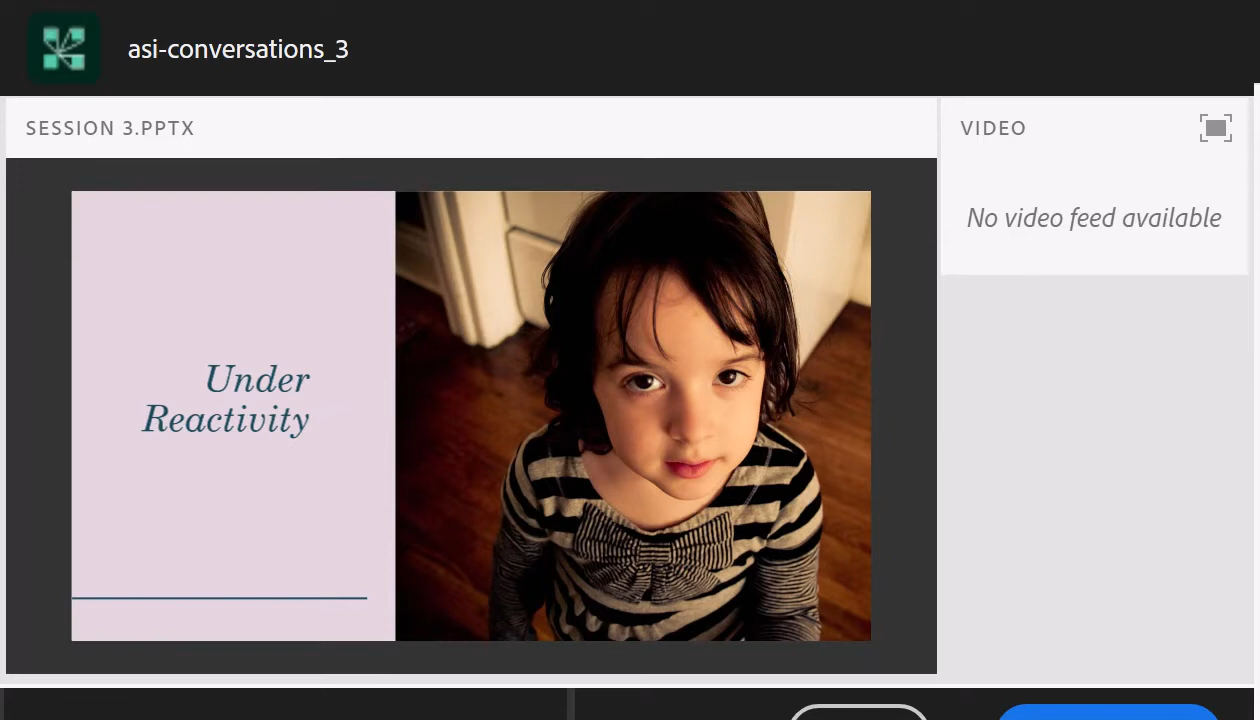 asi-conversations_3
SESSION 3.PPTX
VIDEO
No video feed available
Under
Reactivity